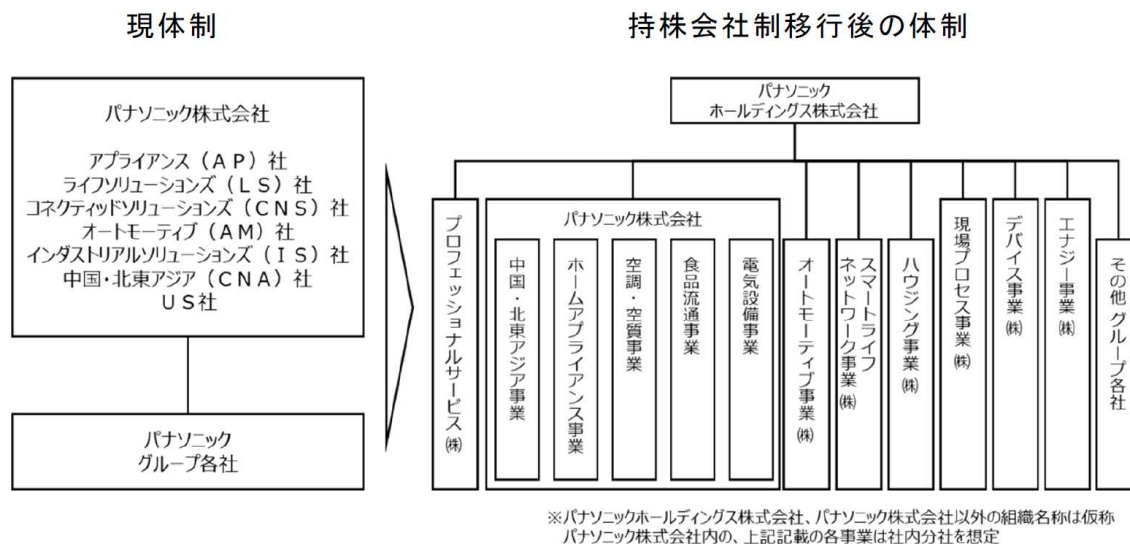 現体制
持株会社制移行後の体制
パナソニック株式会社
アプライアンス（ＡＰ）社
ライフソリューションズ（ＬＳ）社
コネクティッドソリューションズ（ＣＮＳ）社
オートモーティブ（ＡＭ）社
インダストリアルソリューションズ（ＩＳ）社
中国・北東アジア（ＣＮＡ）社
ＵＳ社
パナソニック
グループ各社
パナソニック
ホールディングス株式会社
プロフェッショナルサービス㈱
パナソニック株式会社
中国・北東アジア事業
ホームアプライアンス事業
空調・空質事業
食品流通事業
電気設備事業
オートモーティブ事業㈱
スマートライフ
ネットワーク事業㈱
ハウジング事業㈱
現場プロセス事業㈱
デバイス事業㈱
エナジー事業㈱
その他 グループ各社
※パナソニックホールディングス株式会社、パナソニック株式会社以外の組織名称は仮称
パナソニック株式会社内の、上記記載の各事業は社内分社を想定